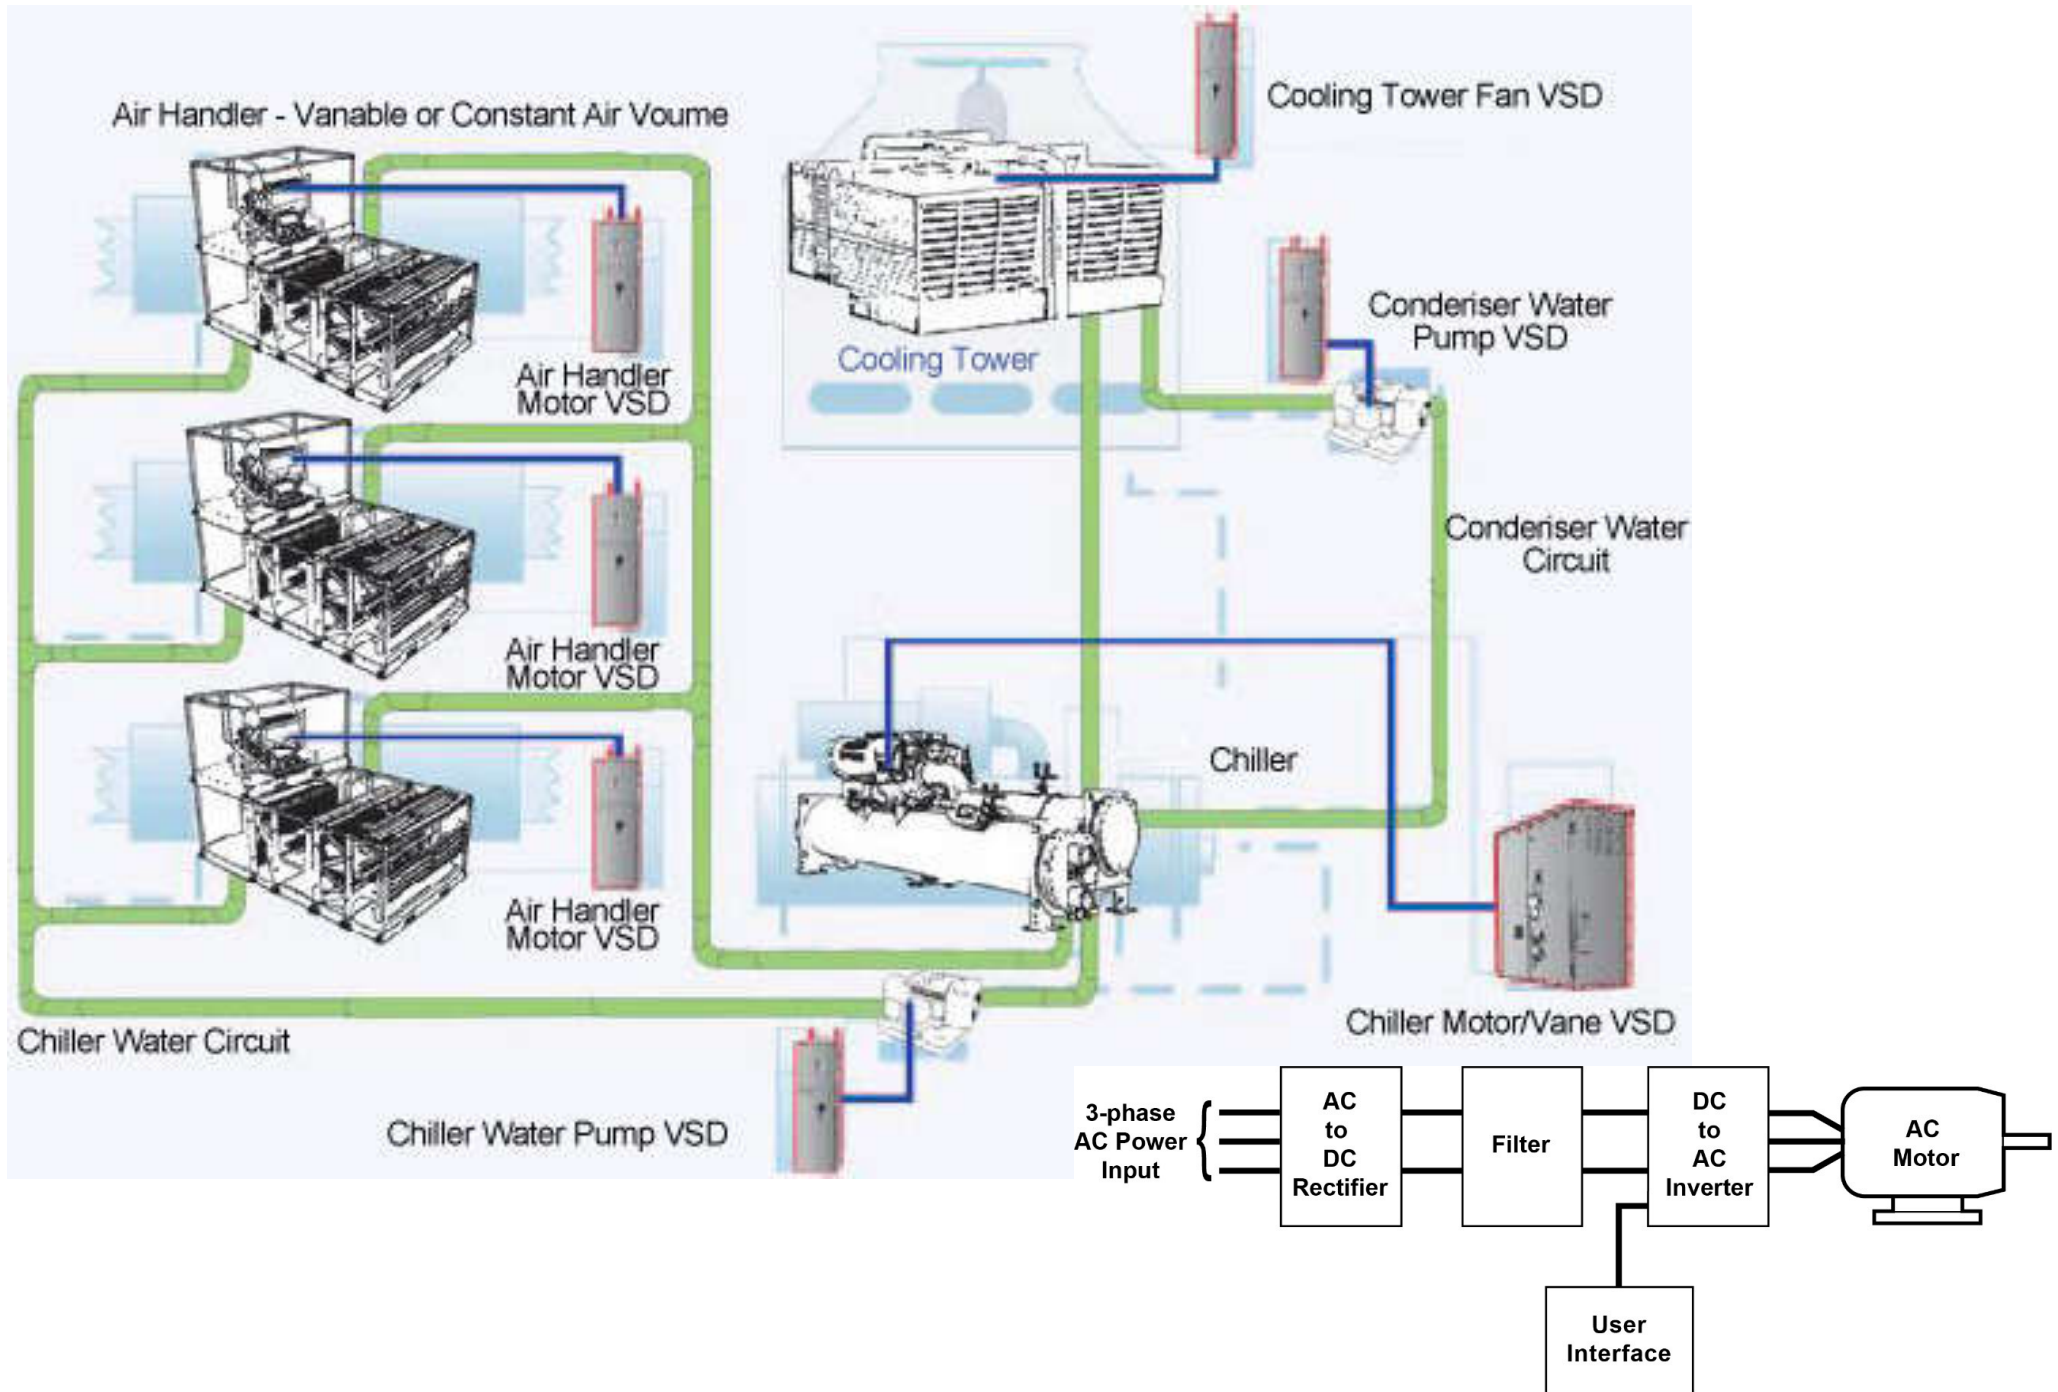 Air Handler - Vanable or Constant Air Voume
Cooling Tower Fan VSD
Conderiser Water
Pump VSD
Cooling Tower
Air Handler
Motor VSD
Conderiser Water
Circuit
Air Handler
Motor VSD
Chiller
Air Handler
Motor VSD
Chiller Motor/Vane VSD
Chiller Water Circuit
Chiller Water Pump VSD
3-phase
AC Power
Input
AC
to
DC
Rectifier
Filter
DC
to
AC
Inverter
AC
Motor
User
Interface